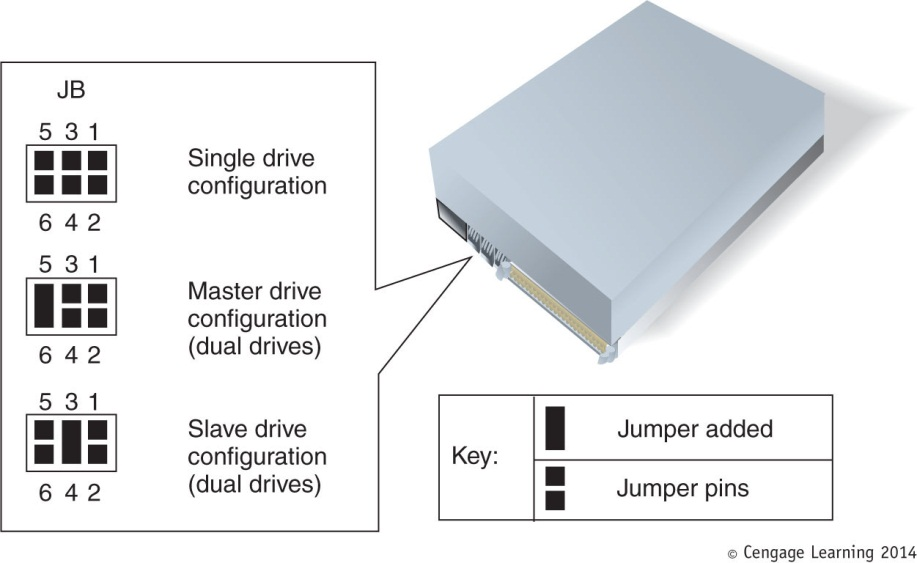 JB
5 3 1
Single drive
configuration
6 4 2
5 3 1
Master drive
configuration
(dual drives)
6 4 2
5 3 1
Slave drive
configuration
(dual drives)
6 4 2
Key:
Jumper added
Jumper pins
© Cengage Learning 2014